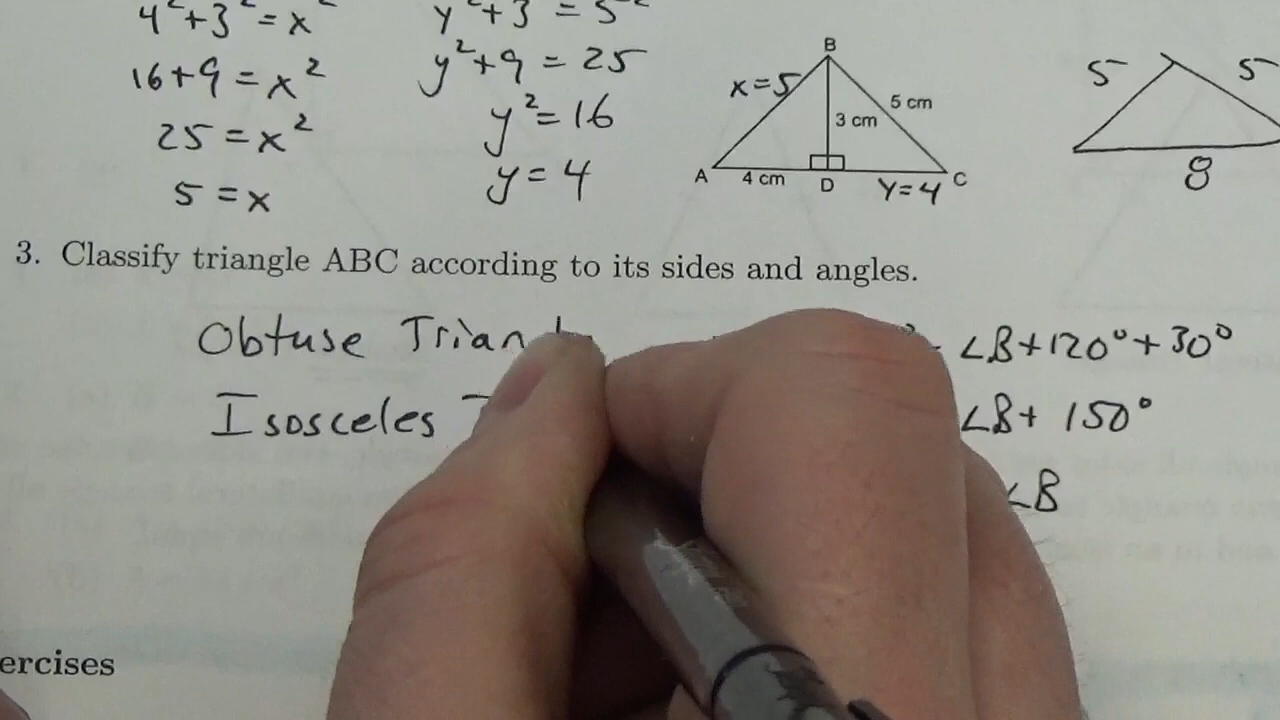 4² + 3² = x²
16 + 9 = x²
25 = x²
5 = x
y² + 3² = 5²
y² + 9 = 25
y² = 16
y = 4
B
x = 5
5 cm
3 cm
A
4 cm
D
y = 4
C
5
5
8
3. Classify triangle ABC according to its sides and angles.
Obtuse
∠B + 120° + 30°
Isosceles
∠B + 150°
∠B